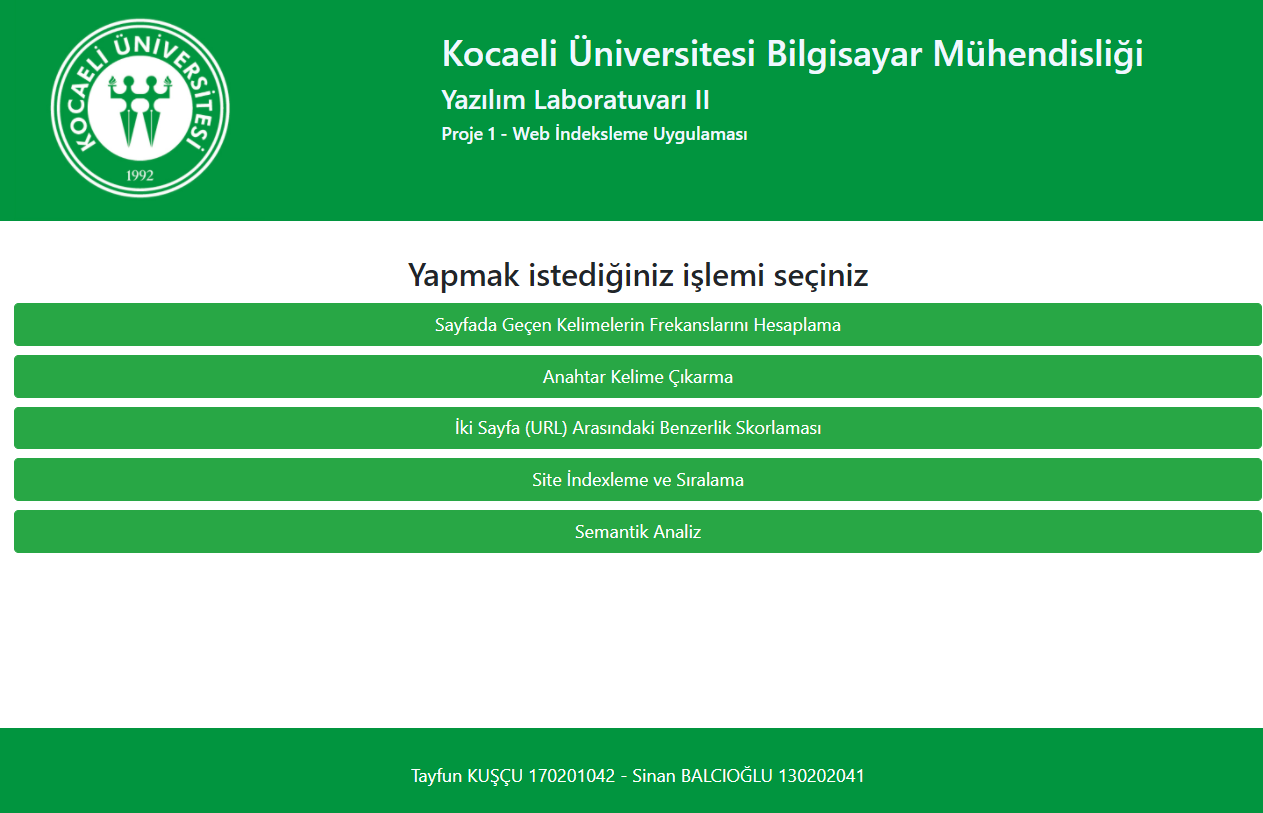 KOCAELİ ÜNİVERSİTESİ
1992
Kocaeli Üniversitesi Bilgisayar Mühendisliği
Yazılım Laboratuvarı II
Proje 1 - Web İndeksleme Uygulaması
Yapmak istediğiniz işlemi seçiniz
Sayfada Geçen Kelimelerin Frekanslarını Hesaplama
Anahtar Kelime Çıkarma
İki Sayfa (URL) Arasındaki Benzerlik Skorlaması
Site İndexleme ve Sıralama
Semantik Analiz
Tayfun KUŞÇU 170201042 - Sinan BALCIOĞLU 130202041